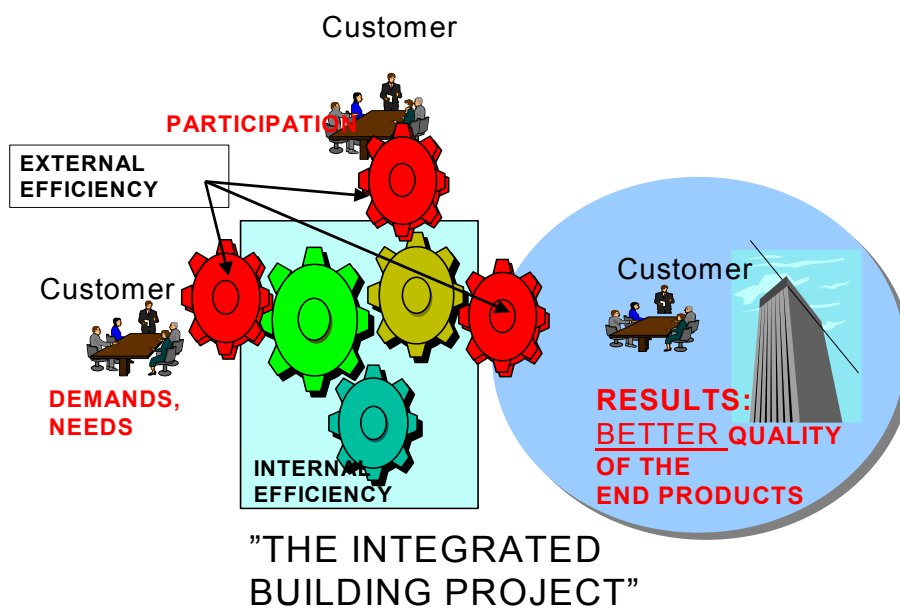 Customer
PARTICIPATION
EXTERNAL
EFFICIENCY
Customer
DEMANDS,
NEEDS
INTERNAL
EFFICIENCY
Customer
RESULTS:
BETTER QUALITY
OF THE
END PRODUCTS
”THE INTEGRATED
BUILDING PROJECT”